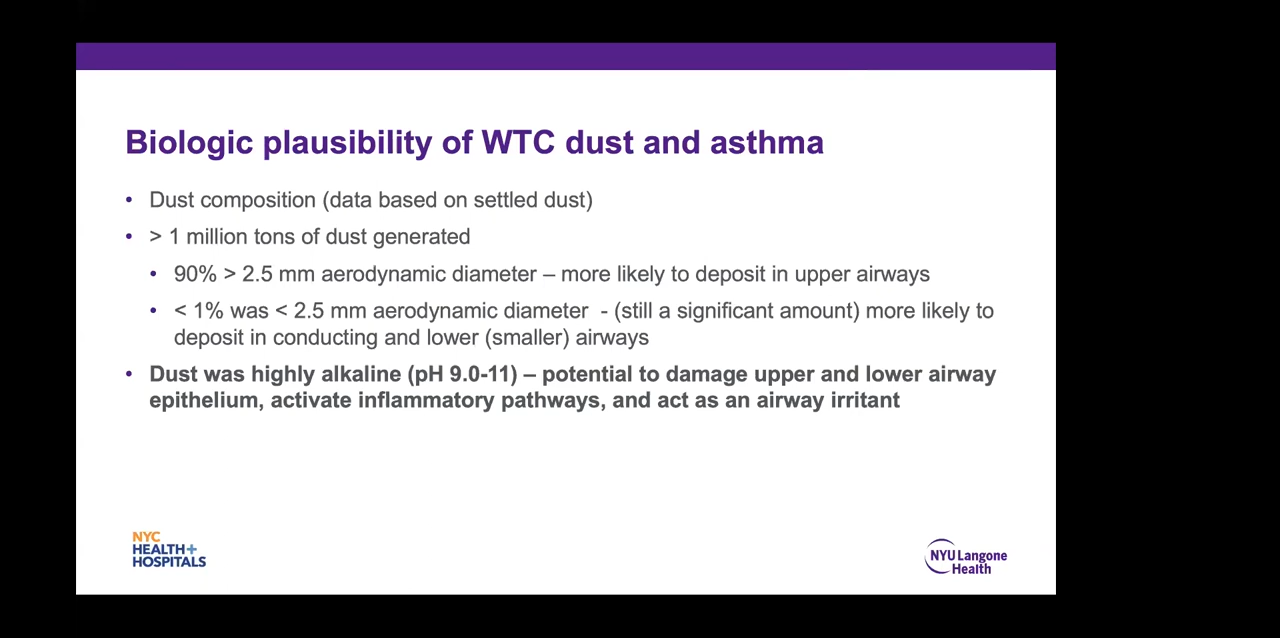 Biologic plausibility of WTC dust and asthma
• Dust composition (data based on settled dust)
• > 1 million tons of dust generated
• 90% > 2.5 mm aerodynamic diameter – more likely to deposit in upper airways
• < 1% was < 2.5 mm aerodynamic diameter  - (still a significant amount) more likely to
deposit in conducting and lower (smaller) airways
• Dust was highly alkaline (pH 9.0-11) – potential to damage upper and lower airway
epithelium, activate inflammatory pathways, and act as an airway irritant
NYC
HEALTH+
HOSPITALS
NYU Langone
Health